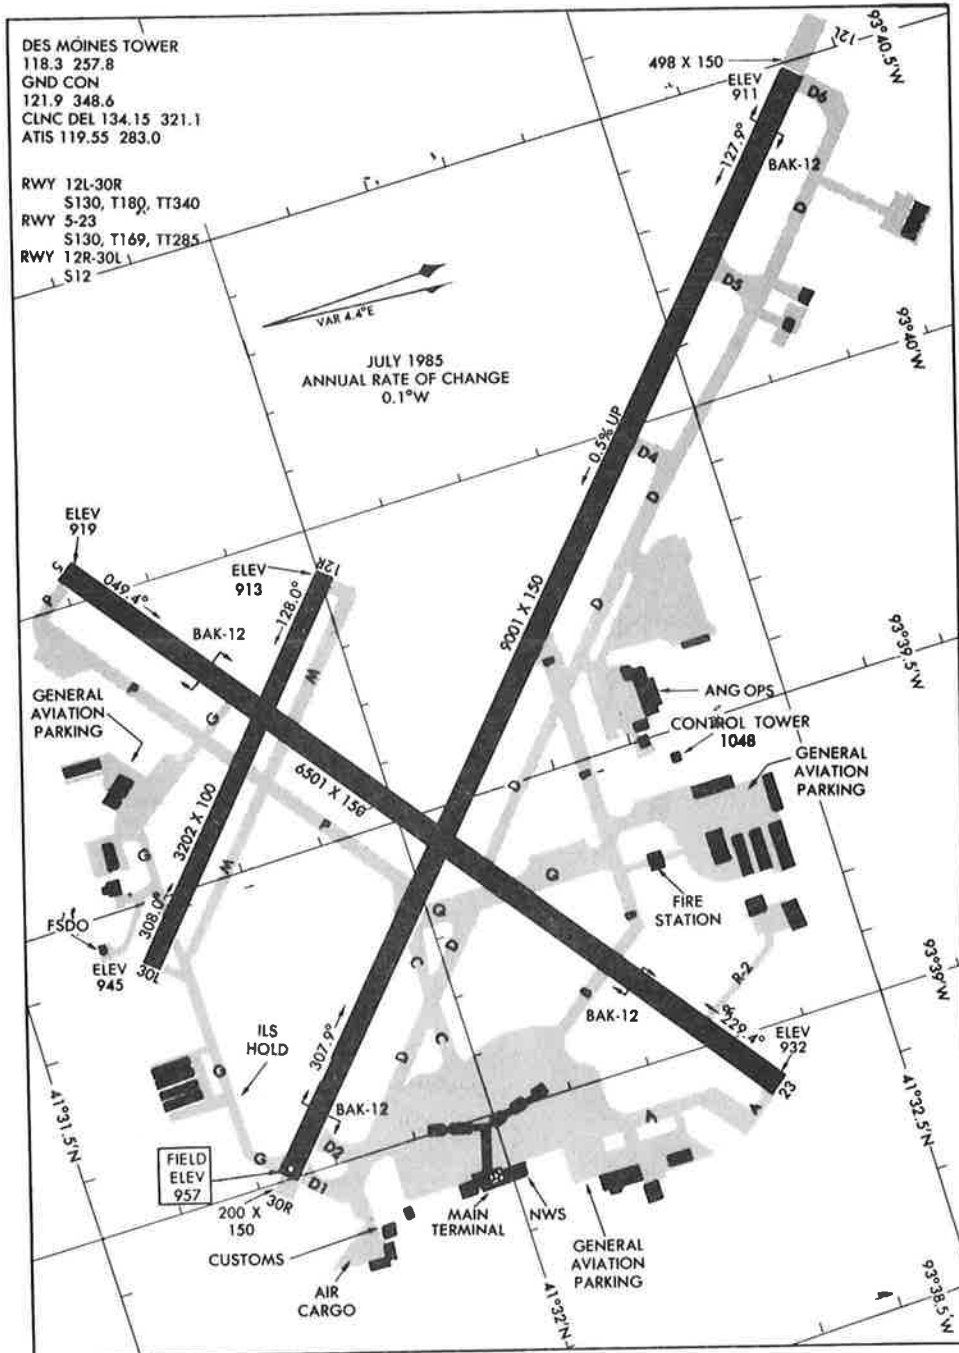 DES MOINES TOWER
118.3 257.8
GND CON
121.9 348.6
CLNC DEL 134.15 321.1
ATIS 119.55 283.0
RWY 12L-30R
S130, T180, TT340
RWY 5-23
S130, T169, TT285
RWY 12R-30L
S12
VAR 4.4°E
JULY 1985
ANNUAL RATE OF CHANGE
0.1°W
498 X 150
12L
93°40.5'W
ELEV
911
D6
127.9°
BAK-12
D
D5
93°40'W
0.5% UP
D4
D
ELEV
919
5
049.4°
P
ELEV
913
12R
128.0°
BAK-12
9001 X 150
D
93°39.5'W
GENERAL
AVIATION
PARKING
P
G
W
ANG OPS
CONTROL TOWER
1048
GENERAL
AVIATION
PARKING
6501 X 150
D
3202 X 100
P
W
G
Q
Q
FIRE
STATION
FSDO
308.0°
ELEV
945
30L
D
C
B
R-2
93°39'W
BAK-12
B
229.4°
ELEV
932
23
ILS
HOLD
307.9°
D
C
G
41°31.5'N
BAK-12
41°32.5'N
A
A
FIELD
ELEV
957
G
D2
D1
30R
200 X
150
MAIN
TERMINAL
NWS
CUSTOMS
GENERAL
AVIATION
PARKING
AIR
CARGO
41°32'N
93°38.5'W